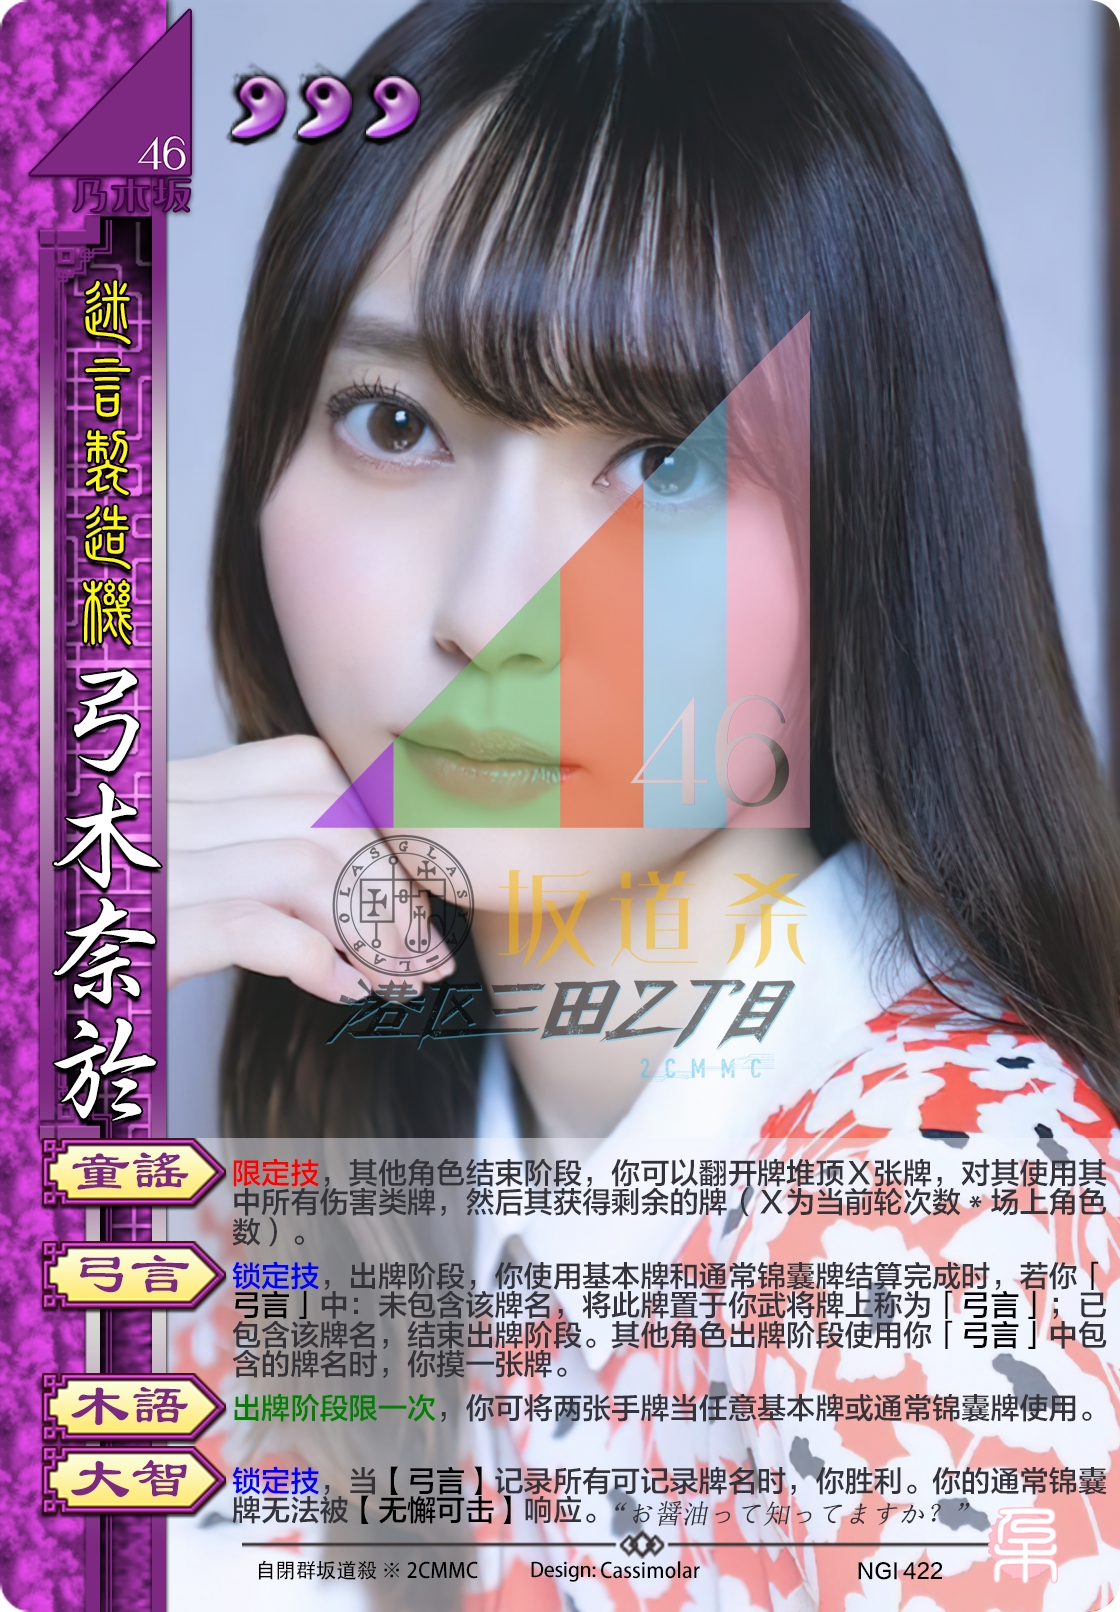 46
乃木坂
迷言製造機
弓木奈於
46
GLASYALABOLAS
坂道杀
港区三田乙丁目
2CMMC
童謠
限定技，其他角色结束阶段，你可以翻开牌堆顶Ｘ张牌，对其使用其
中所有伤害类牌，然后其获得剩余的牌（Ｘ为当前轮次数＊场上角色
数）。
弓言
锁定技，出牌阶段，你使用基本牌和通常锦囊牌结算完成时，若你「
弓言」中：未包含该牌名，将此牌置于你武将牌上称为「弓言」；已
包含该牌名，结束出牌阶段。其他角色出牌阶段使用你「弓言」中包
含的牌名时，你摸一张牌。
木語
出牌阶段限一次，你可将两张手牌当任意基本牌或通常锦囊牌使用。
大智
锁定技，当【弓言】记录所有可记录牌名时，你胜利。你的通常锦囊
牌无法被【无懈可击】响应。“お醤油って知ってますか？”
自閉群坂道殺 ※ 2CMMC
Design: Cassimolar
NGI 422